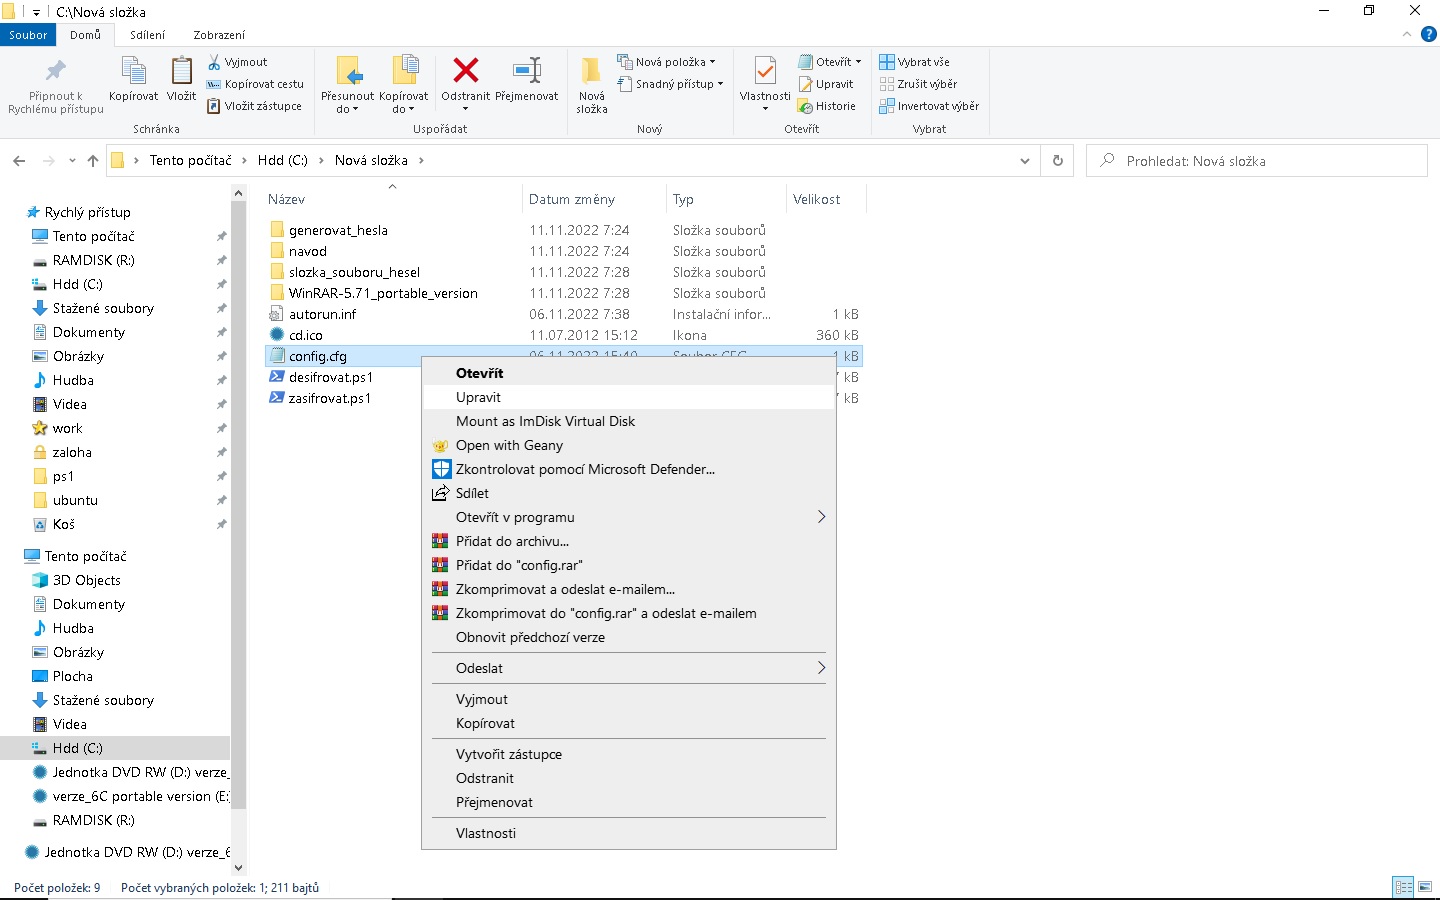 C:\Nová složka
Soubor
Domů
Sdílení
Zobrazení
Připnout k
Rychlému přístupu
Kopírovat
Vložit
Vyjmout
Kopírovat cestu
Vložit zástupce
Schránka
Přesunout
do
Kopírovat
do
Odstranit
Přejmenovat
Uspořádat
Nová
složka
Nová položka
Snadný přístup
Nový
Vlastnosti
Otevřít
Upravit
Historie
Otevřít
Vybrat vše
Zrušit výběr
Invertovat výběr
Vybrat
Tento počítač
Hdd (C:)
Nová složka
Prohledat: Nová složka
Rychlý přístup
Tento počítač
RAMDISK (R:)
Hdd (C:)
Stažené soubory
Dokumenty
Obrázky
Hudba
Videa
work
zaloha
ps1
ubuntu
Koš
Tento počítač
3D Objects
Dokumenty
Hudba
Obrázky
Plocha
Stažené soubory
Videa
Hdd (C:)
Jednotka DVD RW (D:) verze_
verze_6C portable version (E:
RAMDISK (R:)
Jednotka DVD RW (D:) verze_6
Název Datum změny Typ Velikost
generovat_hesla 11.11.2022 7:24 Složka souborů
navod 11.11.2022 7:24 Složka souborů
slozka_souboru_hesel 11.11.2022 7:28 Složka souborů
WinRAR-5.71_portable_version 11.11.2022 7:28 Složka souborů
autorun.inf 06.11.2022 7:38 Instalační infor... 1 kB
cd.ico 11.07.2012 15:12 Ikona 360 kB
config.cfg 06.11.2022 15:40 Soubor CFG 1 kB
desifrovat.ps1 kB
zasifrovat.ps1 kB
Otevřít
Upravit
Mount as ImDisk Virtual Disk
Open with Geany
Zkontrolovat pomocí Microsoft Defender...
Sdílet
Otevřít v programu
Přidat do archivu...
Přidat do "config.rar"
Zkomprimovat a odeslat e-mailem...
Zkomprimovat do "config.rar" a odeslat e-mailem
Obnovit předchozí verze
Odeslat
Vyjmout
Kopírovat
Vytvořit zástupce
Odstranit
Přejmenovat
Vlastnosti
Počet položek: 9
Počet vybraných položek: 1; 211 bajtů